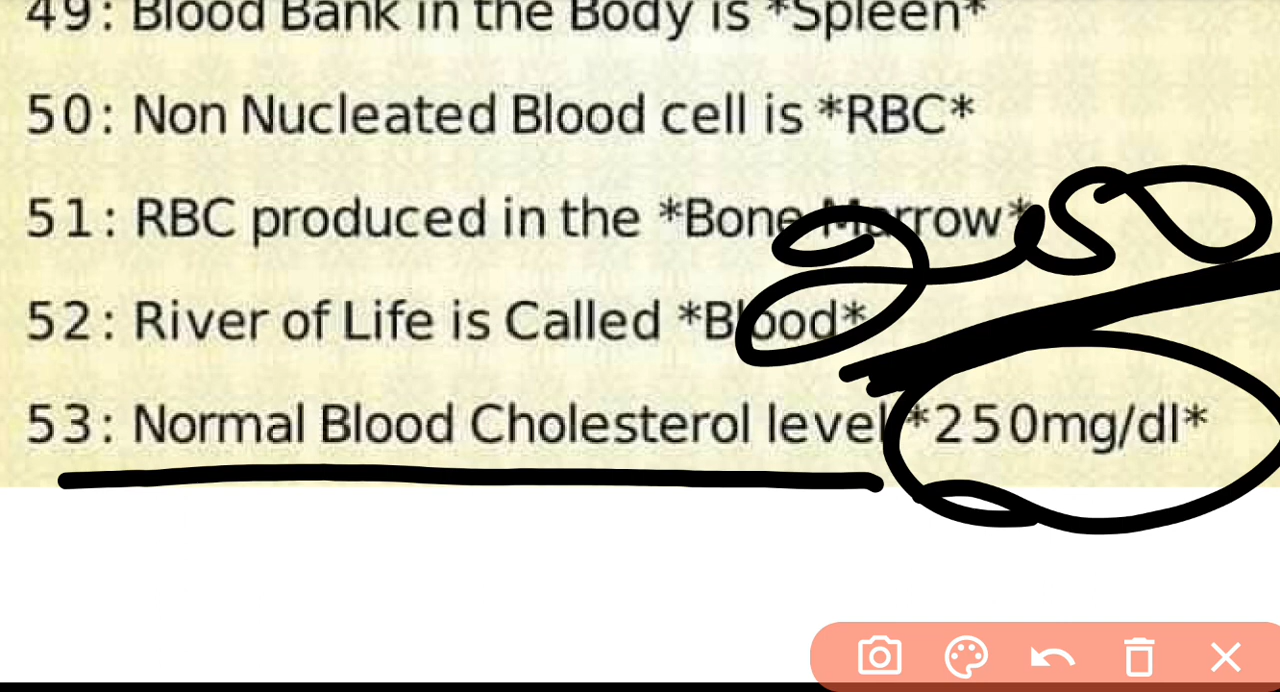 49: Blood Bank in the Body is *Spleen*
50: Non Nucleated Blood cell is *RBC*
51: RBC produced in the *Bone Marrow*
250
52: River of Life is Called *Blood*
53: Normal Blood Cholesterol level *250mg/dl*